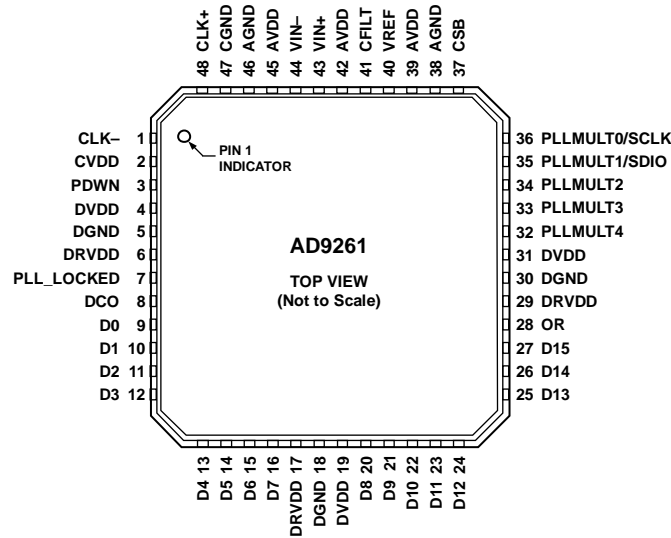 48 CLK+
47 CGND
46 AGND
45 AVDD
44 VIN–
43 VIN+
42 AVDD
41 CFILT
40 VREF
39 AVDD
38 AGND
37 CSB
CLK– 1
CVDD 2
PDWN 3
DVDD 4
DGND 5
DRVDD 6
PLL_LOCKED 7
DCO 8
D0 9
D1 10
D2 11
D3 12
PIN 1
INDICATOR
AD9261
TOP VIEW
(Not to Scale)
36 PLLMULT0/SCLK
35 PLLMULT1/SDIO
34 PLLMULT2
33 PLLMULT3
32 PLLMULT4
31 DVDD
30 DGND
29 DRVDD
28 OR
27 D15
26 D14
25 D13
D4 13
D5 14
D6 15
D7 16
DRVDD 17
DGND 18
DVDD 19
D8 20
D9 21
D10 22
D11 23
D12 24